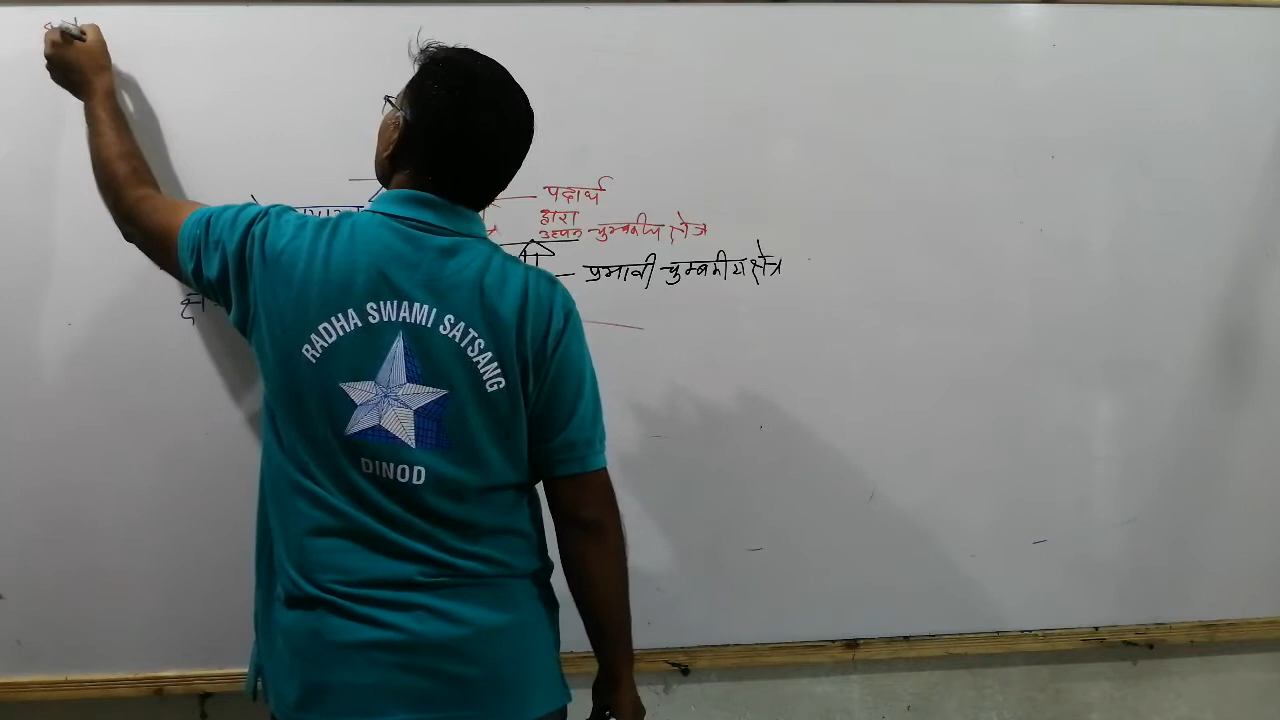 पदार्थ
द्वारा
उत्पन्न चुम्बकीय क्षेत्र
– प्रभावी चुम्बकीय क्षेत्र
RADHA SWAMI SATSANG
DINOD